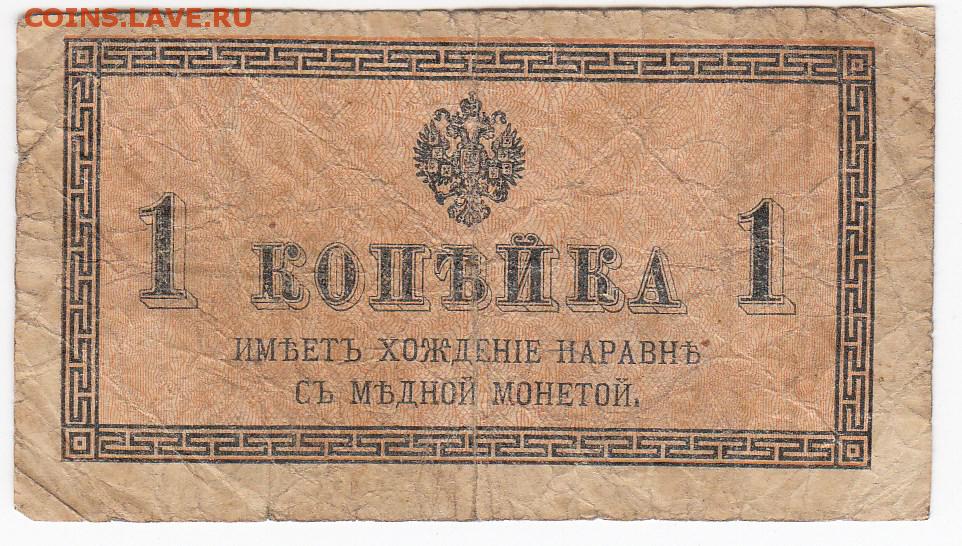 COINS.LAVE.RU
1 КОПѢЙКА 1
ИМѢЕТЪ ХОЖДЕНІЕ НАРАВНѢ
СЪ МѢДНОЙ МОНЕТОЙ.